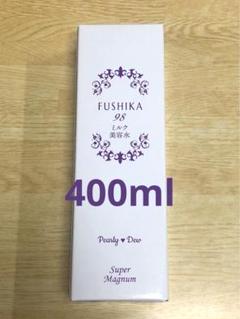 FUSHIKA
98
ミルク
美容水
400ml
Pearly ♥ Dew
Super
Magnum